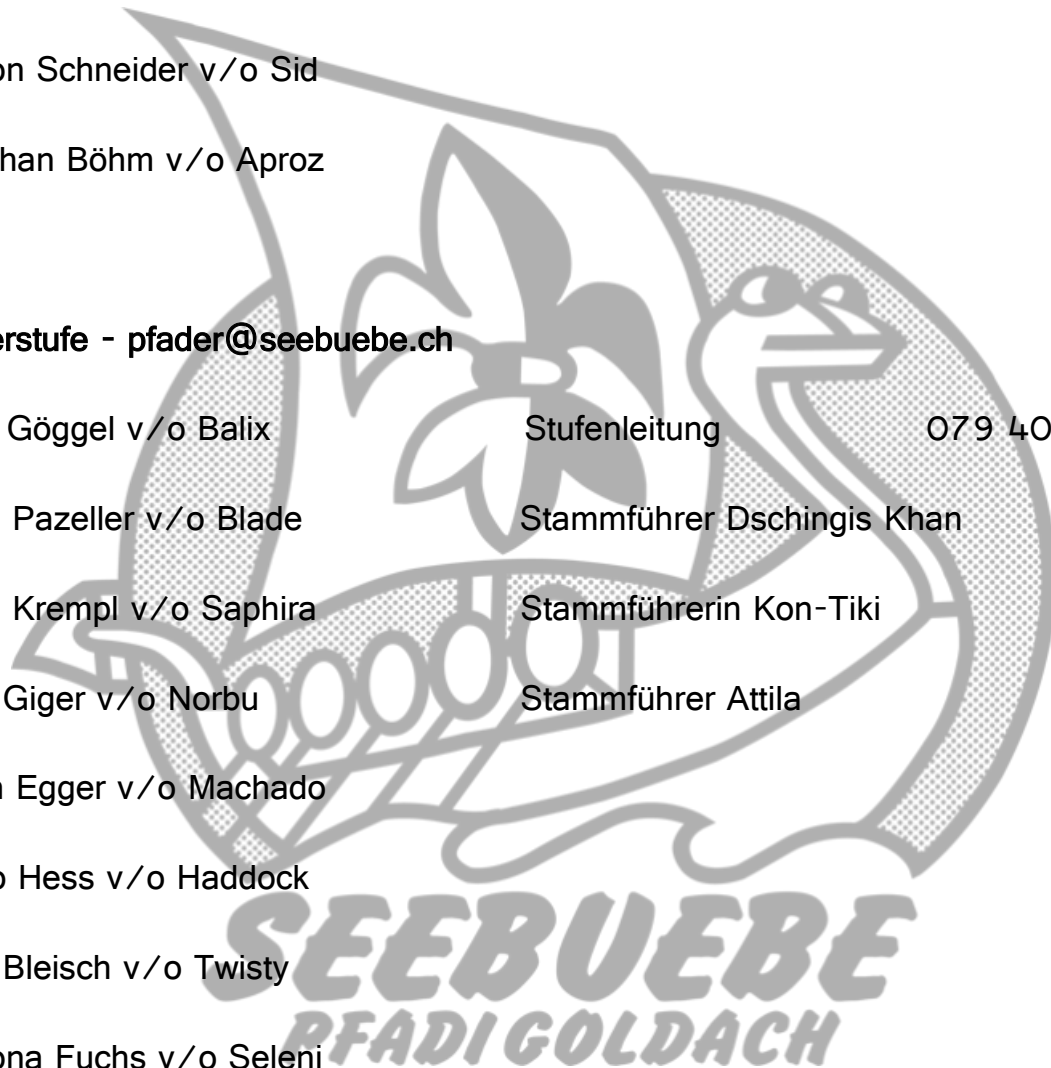 on Schneider v/o Sid
han Böhm v/o Aproz
erstufe - pfader@seebuebe.ch
Göggel v/o Balix Stufenleitung 079 40
Pazeller v/o Blade Stammführer Dschingis Khan
Krempl v/o Saphira Stammführerin Kon-Tiki
Giger v/o Norbu Stammführer Attila
Egger v/o Machado
o Hess v/o Haddock
Bleisch v/o Twisty
ona Fuchs v/o Seleni
SEEBUEBE
PFADI GOLDACH